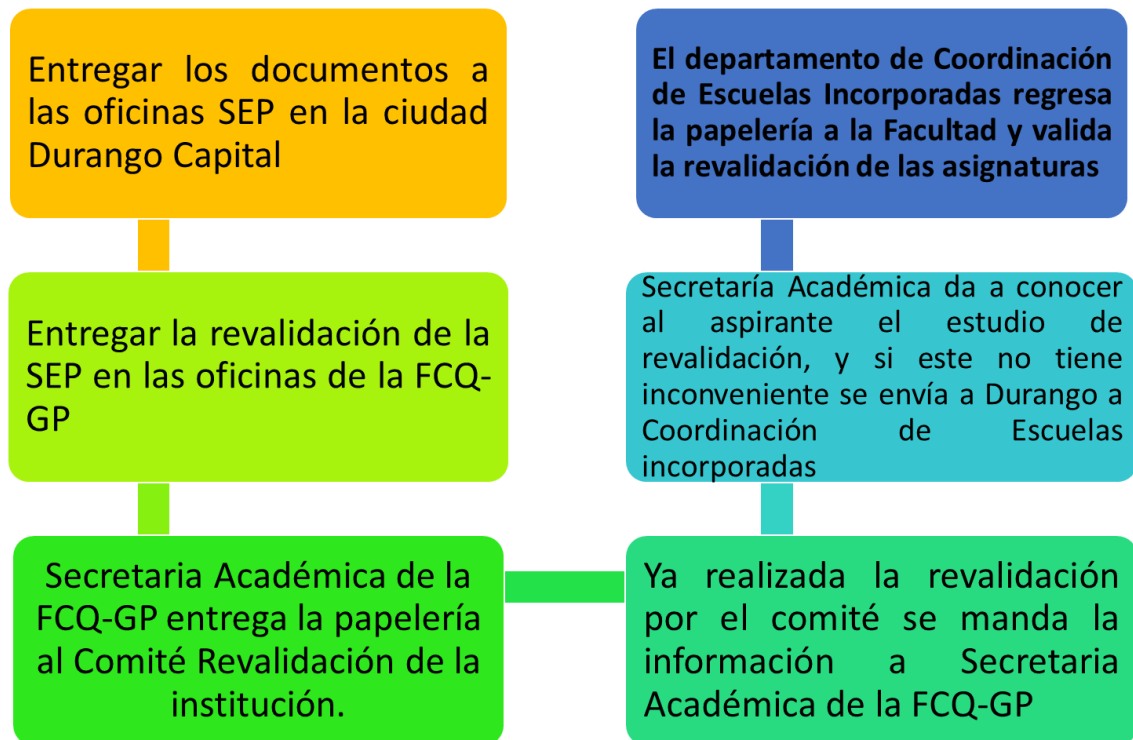 Entregar los documentos a
las oficinas SEP en la ciudad
Durango Capital
Entregar la revalidación de la
SEP en las oficinas de la FCQ-
GP
Secretaria Académica de la
FCQ-GP entrega la papelería
al Comité Revalidación de la
institución.
Ya realizada la revalidación
por el comité se manda la
información a Secretaria
Académica de la FCQ-GP
Secretaría Académica da a conocer
al aspirante el estudio de
revalidación, y si este no tiene
inconveniente se envía a Durango a
Coordinación de Escuelas
incorporadas
El departamento de Coordinación
de Escuelas Incorporadas regresa
la papelería a la Facultad y valida
la revalidación de las asignaturas